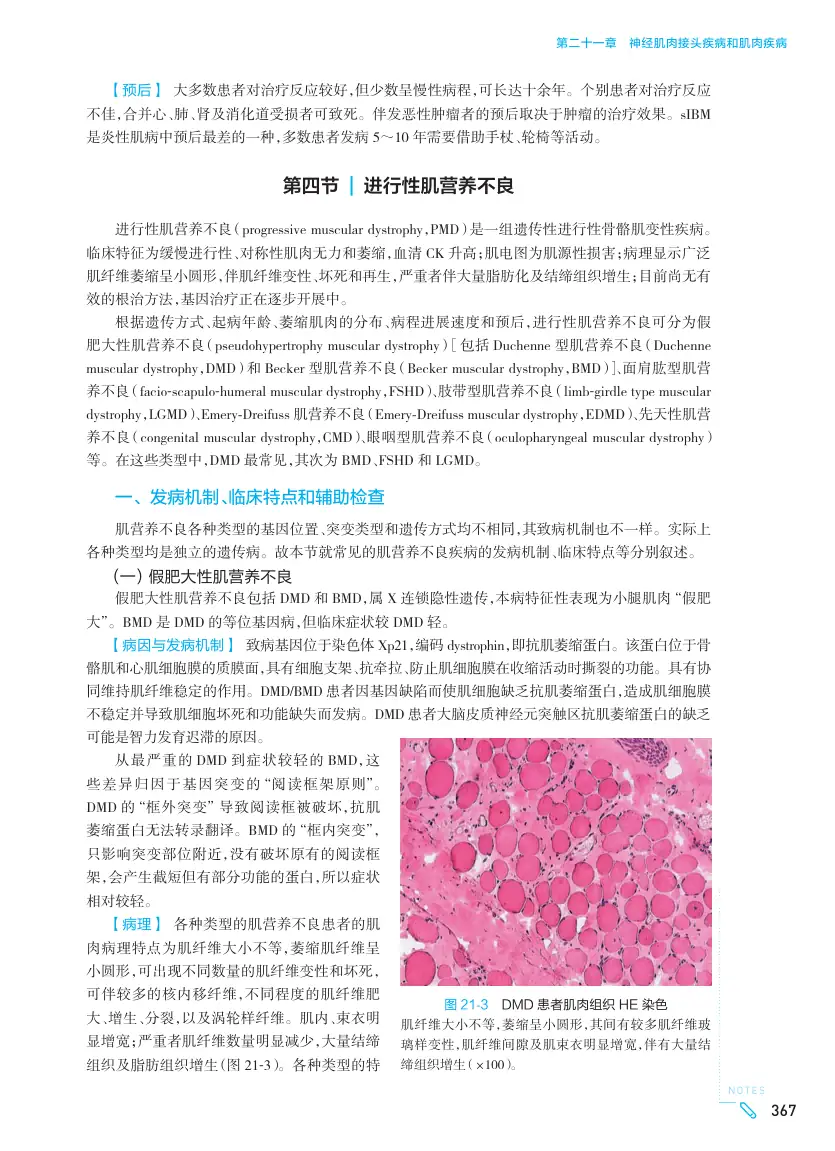 第二十一章 神经肌肉接头疾病和肌肉疾病
【预后】 大多数患者对治疗反应较好,但少数呈慢性病程,可长达十余年。个别患者对治疗反应
不佳,合并心、肺、肾及消化道受损者可致死。伴发恶性肿瘤者的预后取决于肿瘤的治疗效果。sIBM
是炎性肌病中预后最差的一种,多数患者发病 5～10 年需要借助手杖、轮椅等活动。
第四节 | 进行性肌营养不良
进行性肌营养不良(progressive muscular dystrophy,PMD)是一组遗传性进行性骨骼肌变性疾病。
临床特征为缓慢进行性、对称性肌肉无力和萎缩,血清 CK 升高;肌电图为肌源性损害;病理显示广泛
肌纤维萎缩呈小圆形,伴肌纤维变性、坏死和再生,严重者伴大量脂肪化及结缔组织增生;目前尚无有
效的根治方法,基因治疗正在逐步开展中。
根据遗传方式、起病年龄、萎缩肌肉的分布、病程进展速度和预后,进行性肌营养不良可分为假
肥大性肌营养不良(pseudohypertrophy muscular dystrophy)[包括 Duchenne 型肌营养不良(Duchenne
muscular dystrophy,DMD)和 Becker 型肌营养不良(Becker muscular dystrophy,BMD)]、面肩肱型肌营
养不良(facio-scapulo-humeral muscular dystrophy,FSHD)、肢带型肌营养不良(limb-girdle type muscular
dystrophy,LGMD)、Emery-Dreifuss 肌营养不良(Emery-Dreifuss muscular dystrophy,EDMD)、先天性肌营
养不良(congenital muscular dystrophy,CMD)、眼咽型肌营养不良(oculopharyngeal muscular dystrophy)
等。在这些类型中,DMD 最常见,其次为 BMD、FSHD 和 LGMD。
一、发病机制、临床特点和辅助检查
肌营养不良各种类型的基因位置、突变类型和遗传方式均不相同,其致病机制也不一样。实际上
各种类型均是独立的遗传病。故本节就常见的肌营养不良疾病的发病机制、临床特点等分别叙述。
(一) 假肥大性肌营养不良
假肥大性肌营养不良包括 DMD 和 BMD,属 X 连锁隐性遗传,本病特征性表现为小腿肌肉“假肥
大”。BMD 是 DMD 的等位基因病,但临床症状较 DMD 轻。
【病因与发病机制】 致病基因位于染色体 Xp21,编码 dystrophin,即抗肌萎缩蛋白。该蛋白位于骨
骼肌和心肌细胞膜的质膜面,具有细胞支架、抗牵拉、防止肌细胞膜在收缩活动时撕裂的功能。具有协
同维持肌纤维稳定的作用。DMD/BMD 患者因基因缺陷而使肌细胞缺乏抗肌萎缩蛋白,造成肌细胞膜
不稳定并导致肌细胞坏死和功能缺失而发病。DMD 患者大脑皮质神经元突触区抗肌萎缩蛋白的缺乏
可能是智力发育迟滞的原因。
从最严重的 DMD 到症状较轻的 BMD,这
些差异归因于基因突变的“阅读框架原则”。
DMD 的“框外突变”导致阅读框被破坏,抗肌
萎缩蛋白无法转录翻译。BMD 的“框内突变”,
只影响突变部位附近,没有破坏原有的阅读框
架,会产生截短但有部分功能的蛋白,所以症状
相对较轻。
【病理】 各种类型的肌营养不良患者的肌
肉病理特点为肌纤维大小不等,萎缩肌纤维呈
小圆形,可出现不同数量的肌纤维变性和坏死,
可伴较多的核内移纤维,不同程度的肌纤维肥
大、增生、分裂,以及涡轮样纤维。肌内、束衣明
显增宽;严重者肌纤维数量明显减少,大量结缔
组织及脂肪组织增生(图 21-3)。各种类型的特
图 21-3 DMD 患者肌肉组织 HE 染色
肌纤维大小不等,萎缩呈小圆形,其间有较多肌纤维玻
璃样变性,肌纤维间隙及肌束衣明显增宽,伴有大量结
缔组织增生(×100)。
NOTES
367